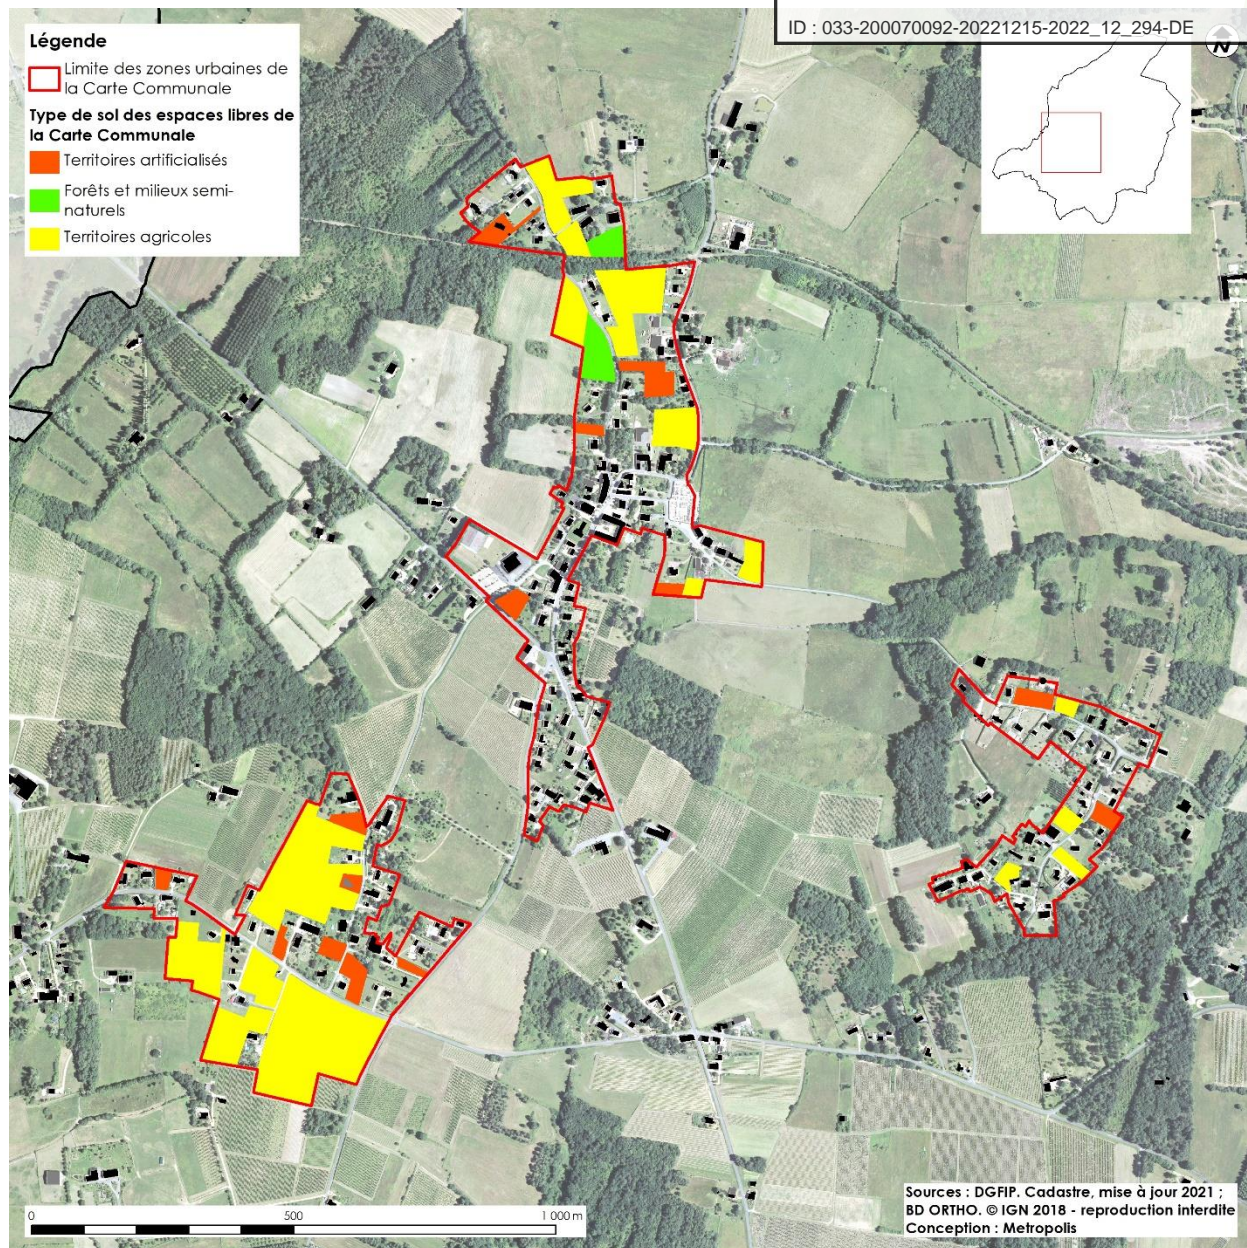 ID : 033-200070092-20221215-2022_12_294-DE
N
Légende
Limite des zones urbaines de
la Carte Communale
Type de sol des espaces libres de
la Carte Communale
Territoires artificialisés
Forêts et milieux semi-
naturels
Territoires agricoles
0 500 1 000 m
Sources : DGFIP. Cadastre, mise à jour 2021 ;
BD ORTHO. © IGN 2018 - reproduction interdite
Conception : Metropolis